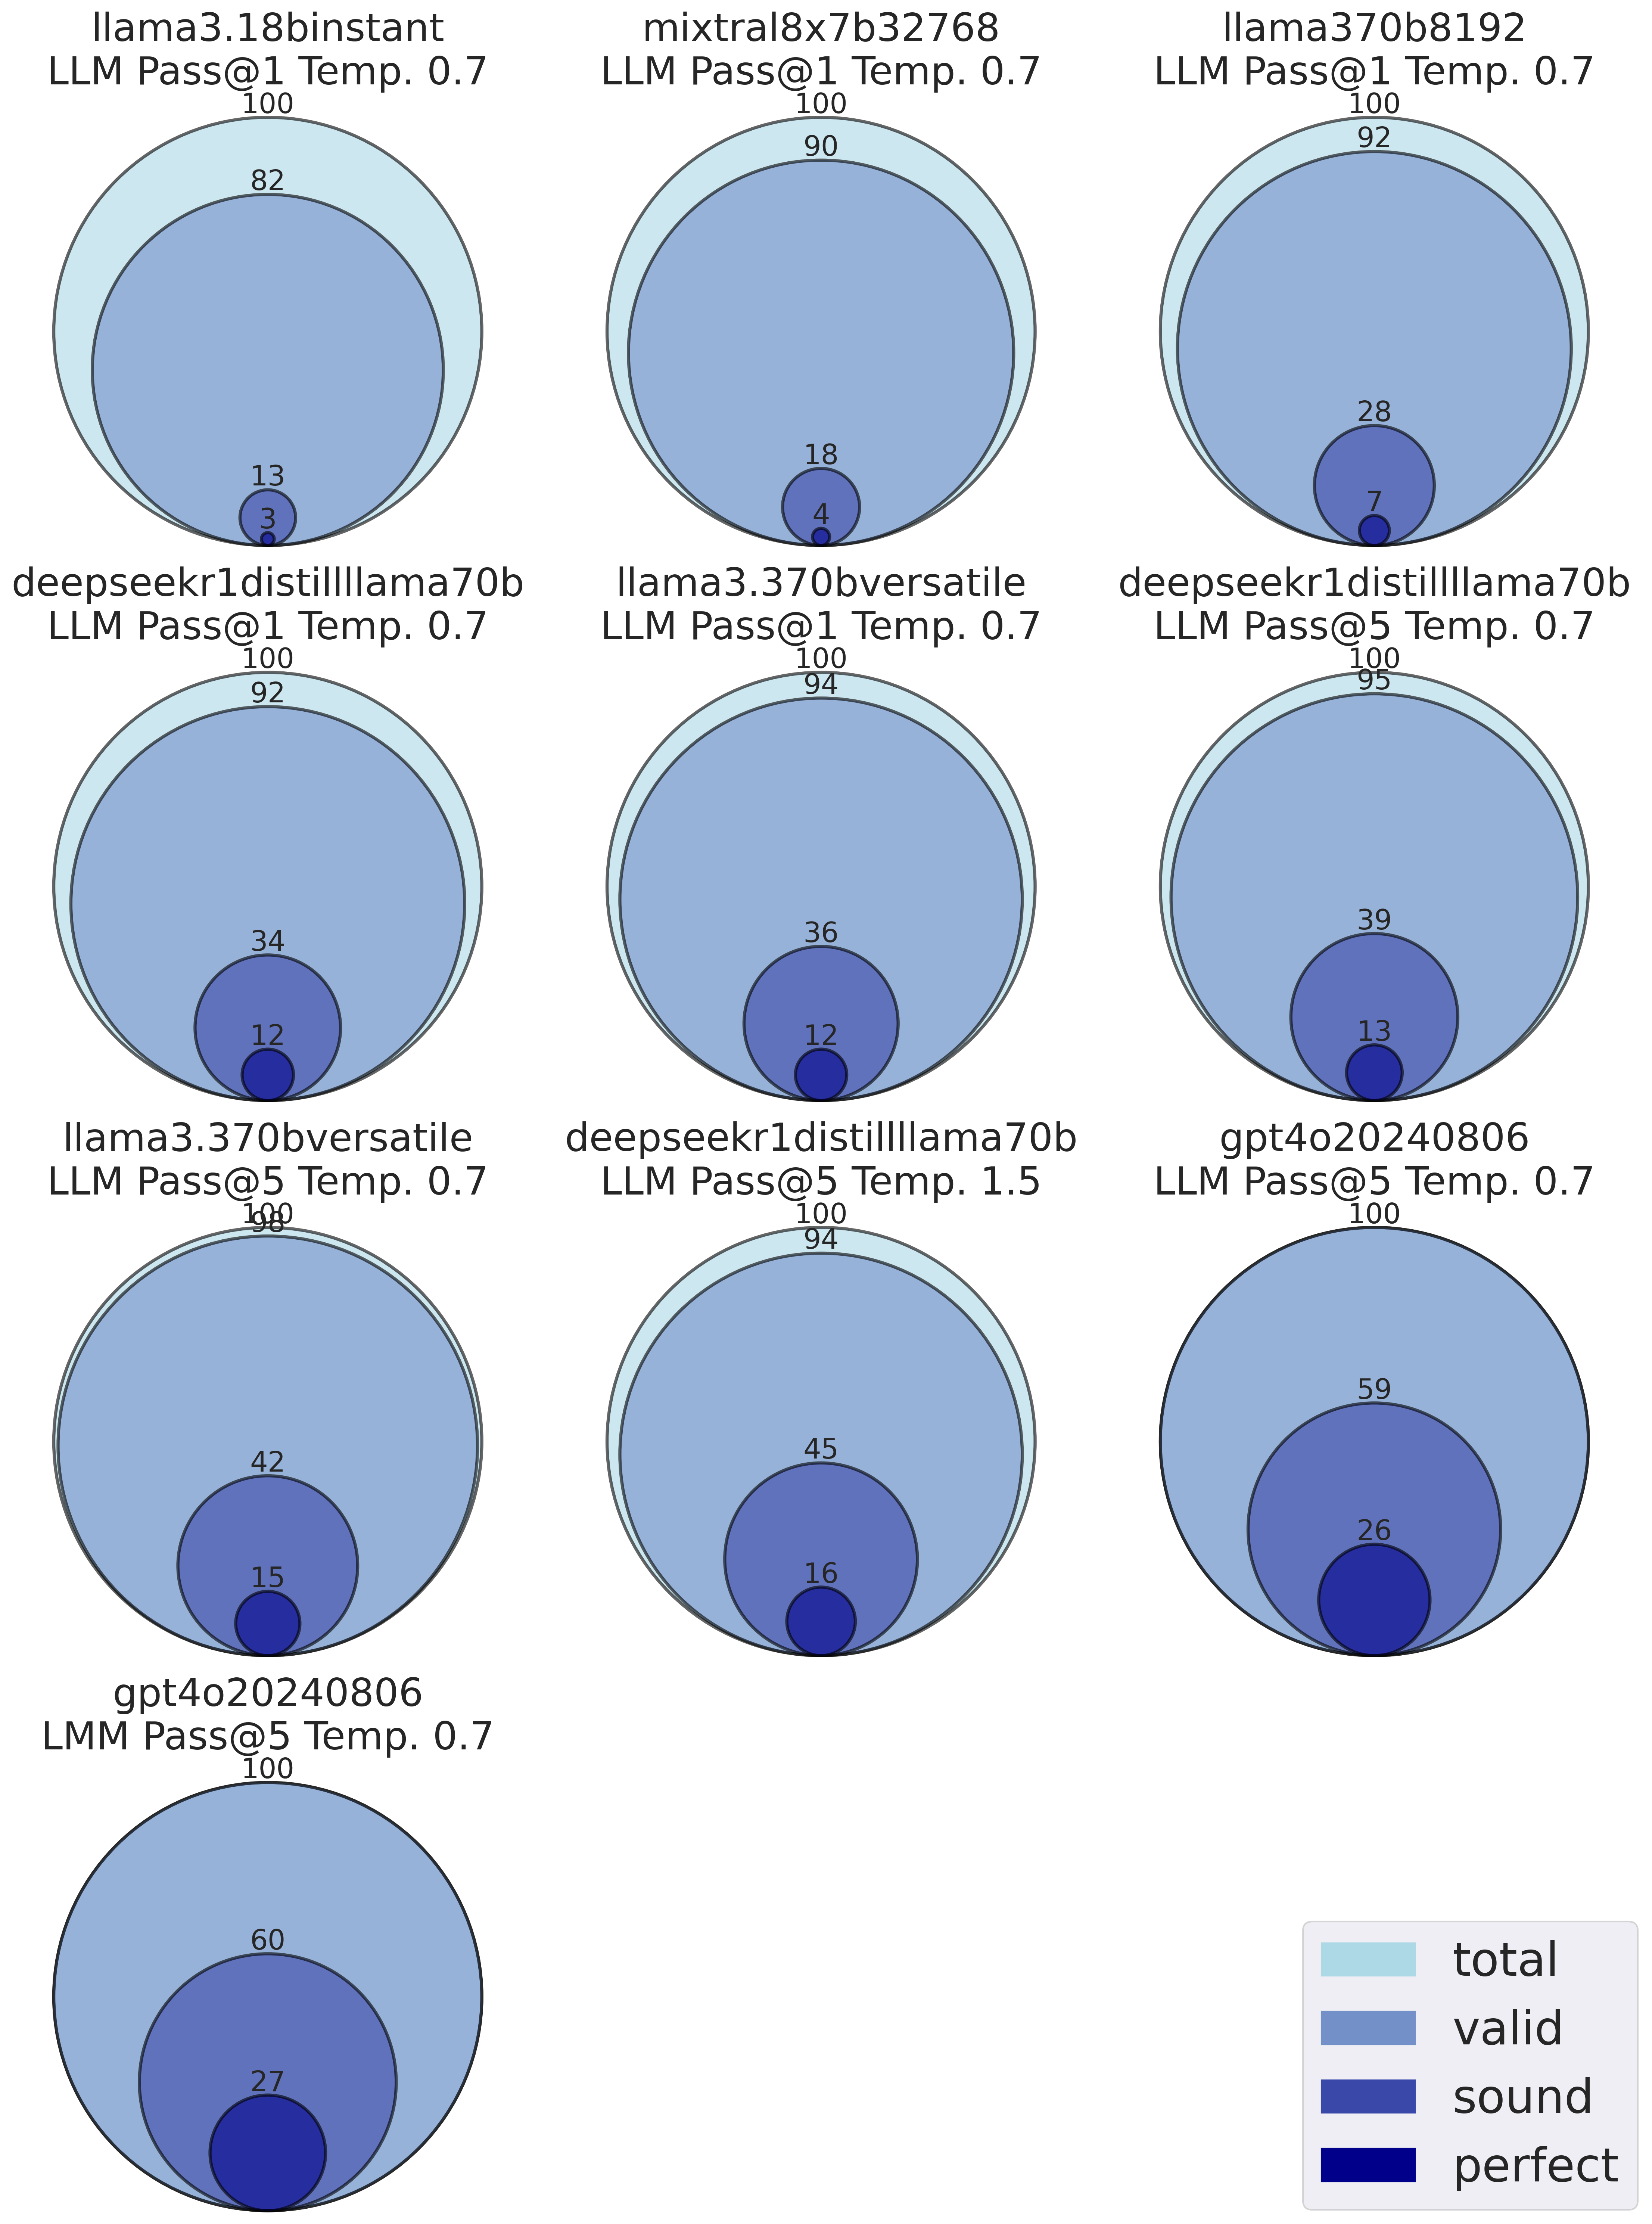 llama3.18binstant
LLM Pass@1 Temp. 0.7
100
82
13
3
mixtral8x7b32768
LLM Pass@1 Temp. 0.7
100
90
18
4
llama370b8192
LLM Pass@1 Temp. 0.7
100
92
28
7
deepseekr1distillllama70b
LLM Pass@1 Temp. 0.7
100
92
34
12
llama3.370bversatile
LLM Pass@1 Temp. 0.7
100
94
36
12
deepseekr1distillllama70b
LLM Pass@5 Temp. 0.7
100
95
39
13
llama3.370bversatile
LLM Pass@5 Temp. 0.7
100
98
42
15
deepseekr1distillllama70b
LLM Pass@5 Temp. 1.5
100
94
45
16
gpt4o20240806
LLM Pass@5 Temp. 0.7
100
59
26
gpt4o20240806
LMM Pass@5 Temp. 0.7
100
60
27
total
valid
sound
perfect